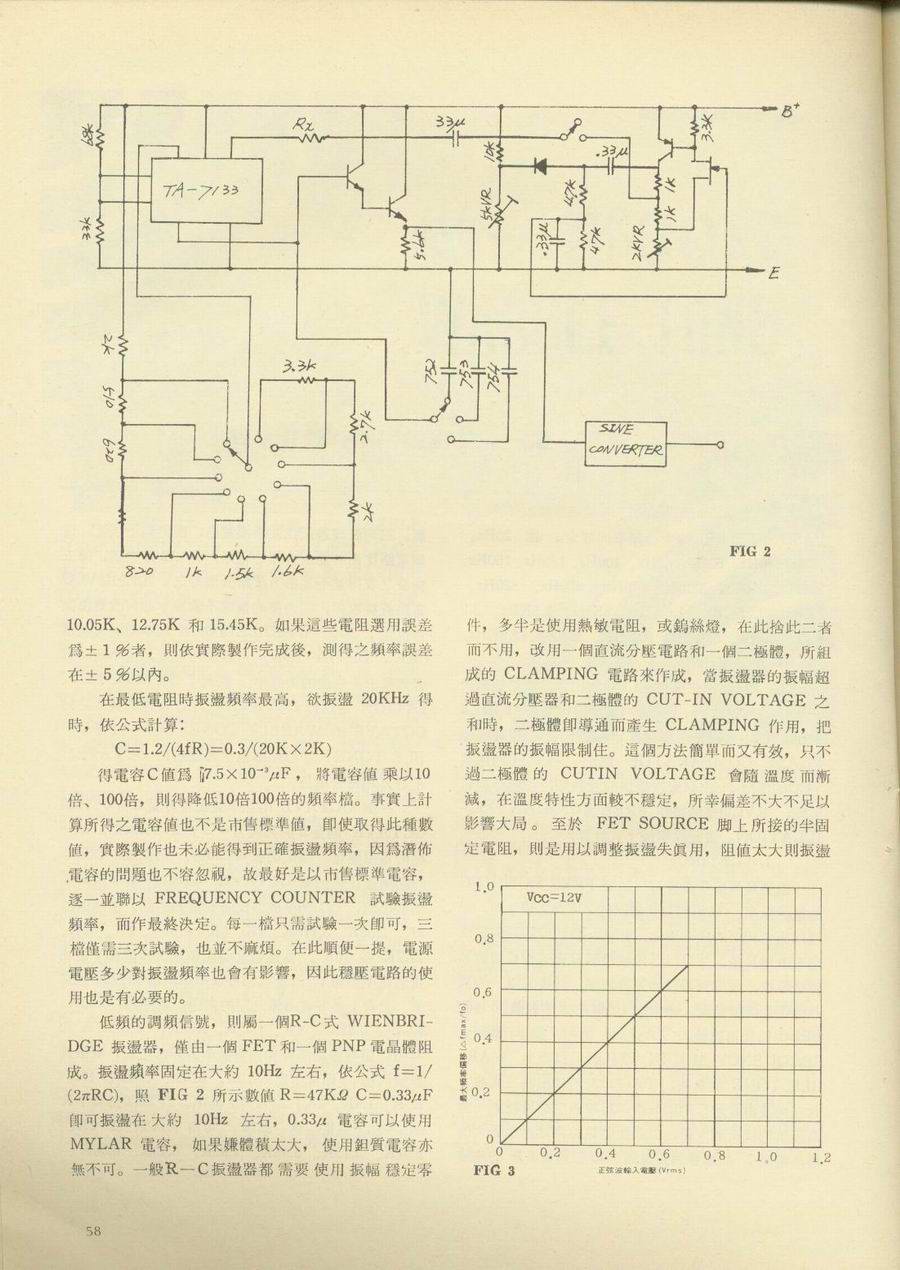 B+
68K
Rx
33μ
3.3K
10K
.33μ
TA-7133
1K
47K
5KVR
1K
33K
5.6K
.33μ
47K
2KVR
E
2K
3.3K
752
753
754
510
2.7K
SINE
CONVERTER
620
2K
820
1K
1.5K
1.6K
FIG 2
10.05K、12.75K 和 15.45K。如果這些電阻選用誤差
爲±1%者，則依實際製作完成後，測得之頻率誤差
在±5%以內。
在最低電阻時振盪頻率最高，欲振盪 20KHz 得
時，依公式計算：
C=1.2/(4fR)=0.3/(20K×2K)
得電容C値爲 7.5×10⁻³μF， 將電容値 乘以10
倍、100倍，則得降低10倍100倍的頻率檔。事實上計
算所得之電容値也不是市售標準値，卽使取得此種數
値，實際製作也未必能得到正確振盪頻率，因爲潛佈
電容的問題也不容忽視，故最好是以市售標準電容，
逐一並聯以 FREQUENCY COUNTER 試驗振盪
頻率，而作最終決定。每一檔只需試驗一次卽可，三
檔僅需三次試驗，也並不麻煩。在此順便一提，電源
電壓多少對振盪頻率也會有影響，因此穩壓電路的使
用也是有必要的。
低頻的調頻信號，則屬一個R-C式 WIENBRI-
DGE 振盪器，僅由一個 FET 和一個 PNP 電晶體組
成。振盪頻率固定在大約 10Hz 左右，依公式 f=1/
(2πRC)，照 FIG 2 所示數値 R=47KΩ C=0.33μF
卽可振盪在 大約 10Hz 左右，0.33μ 電容可以使用
MYLAR 電容， 如果嫌體積太大， 使用鉭質電容亦
無不可。一般R－C振盪器都 需要 使用 振幅 穩定零
件，多半是使用熱敏電阻，或鎢絲燈，在此捨此二者
而不用，改用一個直流分壓電路和一個二極體，所組
成的 CLAMPING 電路來作成，當振盪器的振幅超
過直流分壓器和二極體的 CUT-IN VOLTAGE 之
和時，二極體卽導通而產生 CLAMPING 作用，把
振盪器的振幅限制住。這個方法簡單而又有效，只不
過二極體 的 CUTIN VOLTAGE 會隨 溫度 而漸
減，在溫度特性方面較不穩定，所幸偏差不大不足以
影響大局。至於 FET SOURCE 脚上所接的半固
定電阻，則是用以調整振盪失眞用，阻値太大則振盪
Vcc=12V
1.0
0.8
0.6
0.4
0.2
0
最大頻率偏移(△fmax/fo)
0 0.2 0.4 0.6 0.8 1.0 1.2
正弦波輸入電壓(Vrms)
FIG 3
58